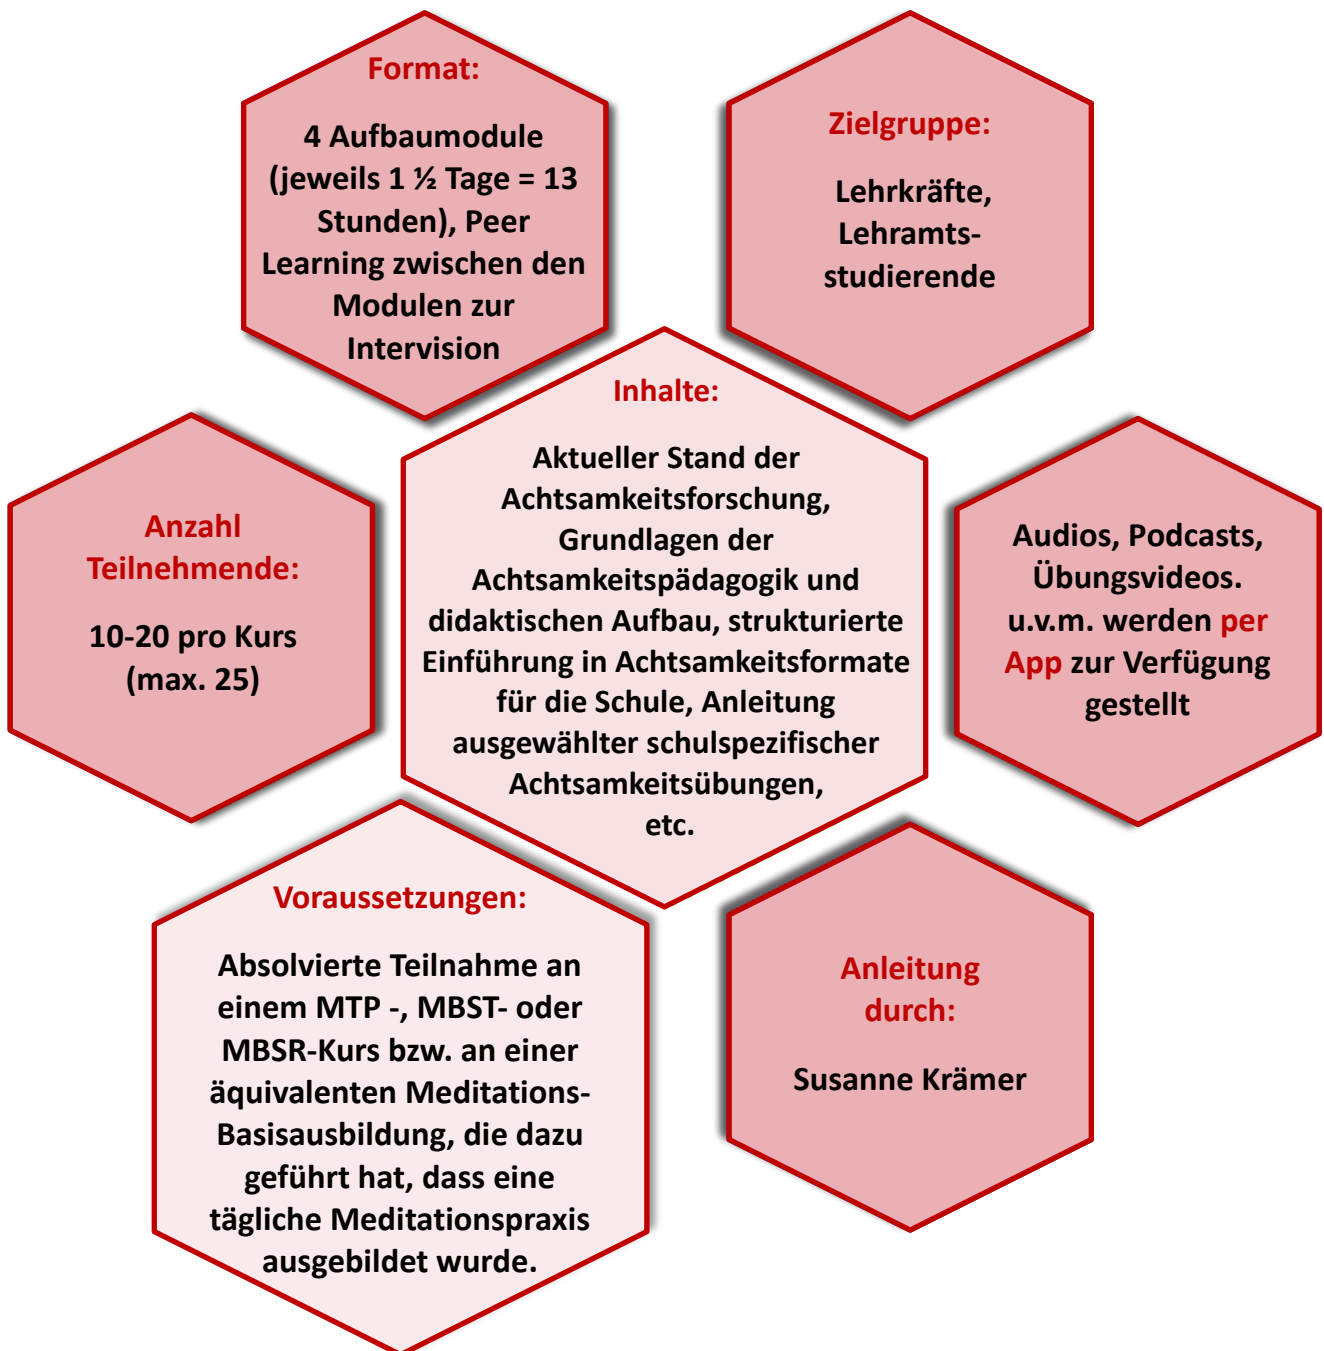 Format:
4 Aufbaumodule
(jeweils 1 ½ Tage = 13
Stunden), Peer
Learning zwischen den
Modulen zur
Intervision
Zielgruppe:
Lehrkräfte,
Lehramts-
studierende
Inhalte:
Aktueller Stand der
Achtsamkeitsforschung,
Grundlagen der
Achtsamkeitspädagogik und
didaktischen Aufbau, strukturierte
Einführung in Achtsamkeitsformate
für die Schule, Anleitung
ausgewählter schulspezifischer
Achtsamkeitsübungen,
etc.
Anzahl
Teilnehmende:
10-20 pro Kurs
(max. 25)
Audios, Podcasts,
Übungsvideos.
u.v.m. werden per
App zur Verfügung
gestellt
Voraussetzungen:
Absolvierte Teilnahme an
einem MTP -, MBST- oder
MBSR-Kurs bzw. an einer
äquivalenten Meditations-
Basisausbildung, die dazu
geführt hat, dass eine
tägliche Meditationspraxis
ausgebildet wurde.
Anleitung
durch:
Susanne Krämer